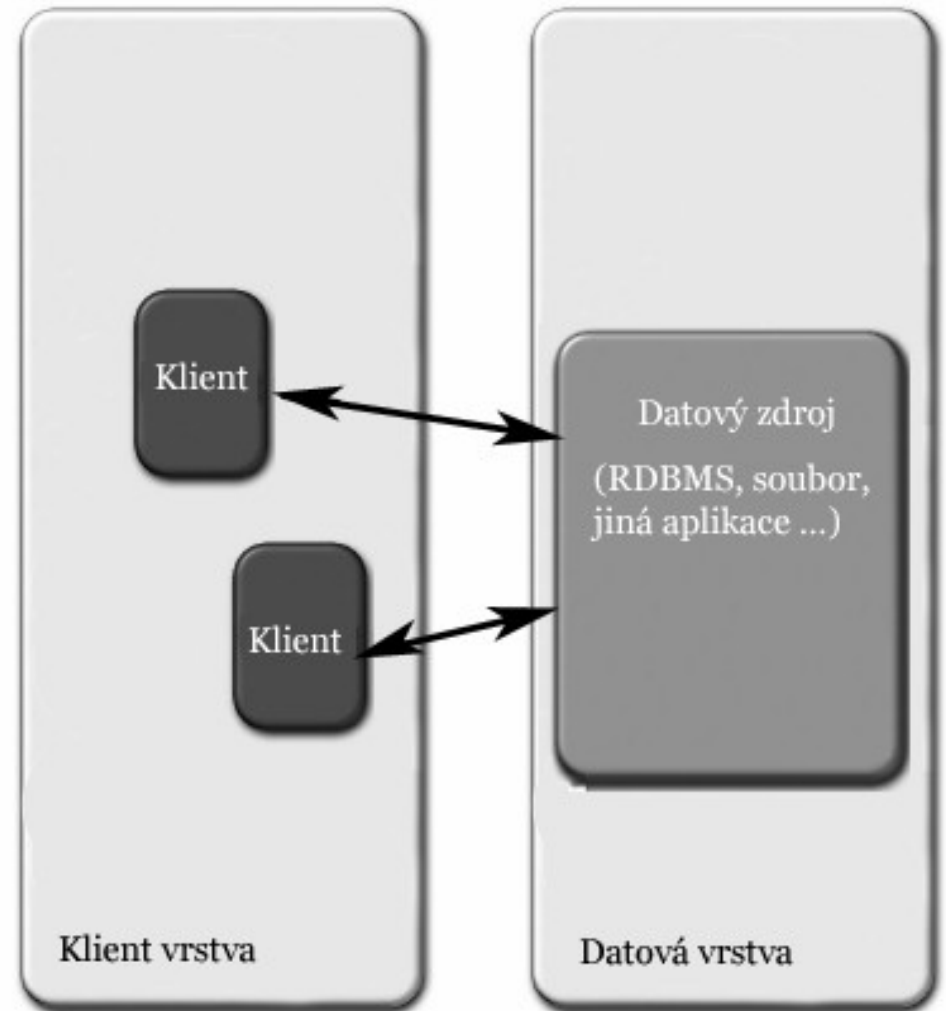 Klient
Klient
Klient vrstva
Datový zdroj
(RDBMS, soubor,
jiná aplikace ...)
Datová vrstva